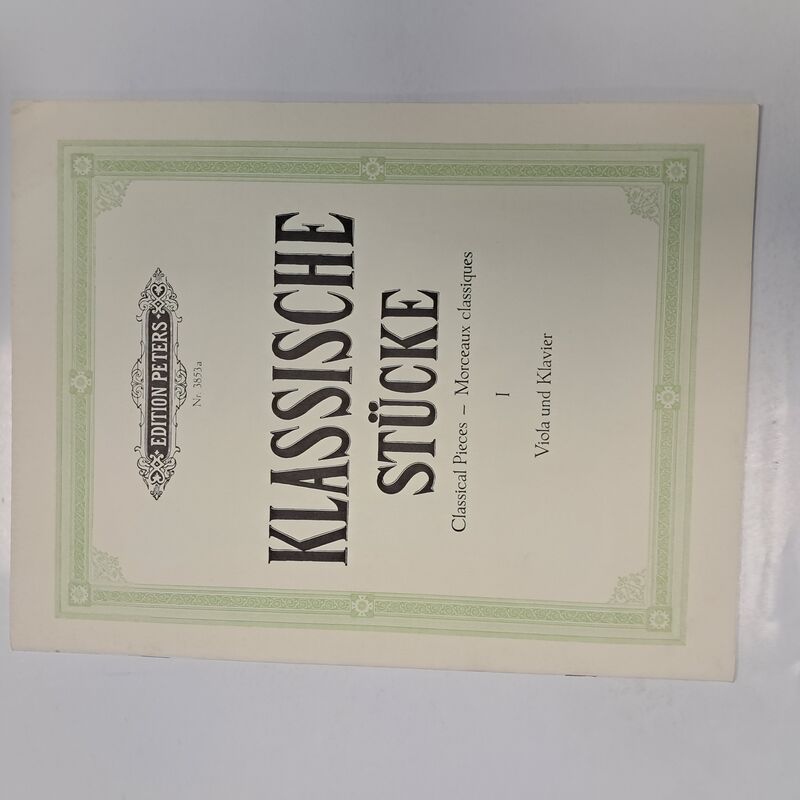 EDITION PETERS
Nr. 3853a
KLASSISCHE
STÜCKE
Classical Pieces – Morceaux classiques
I
Viola und Klavier